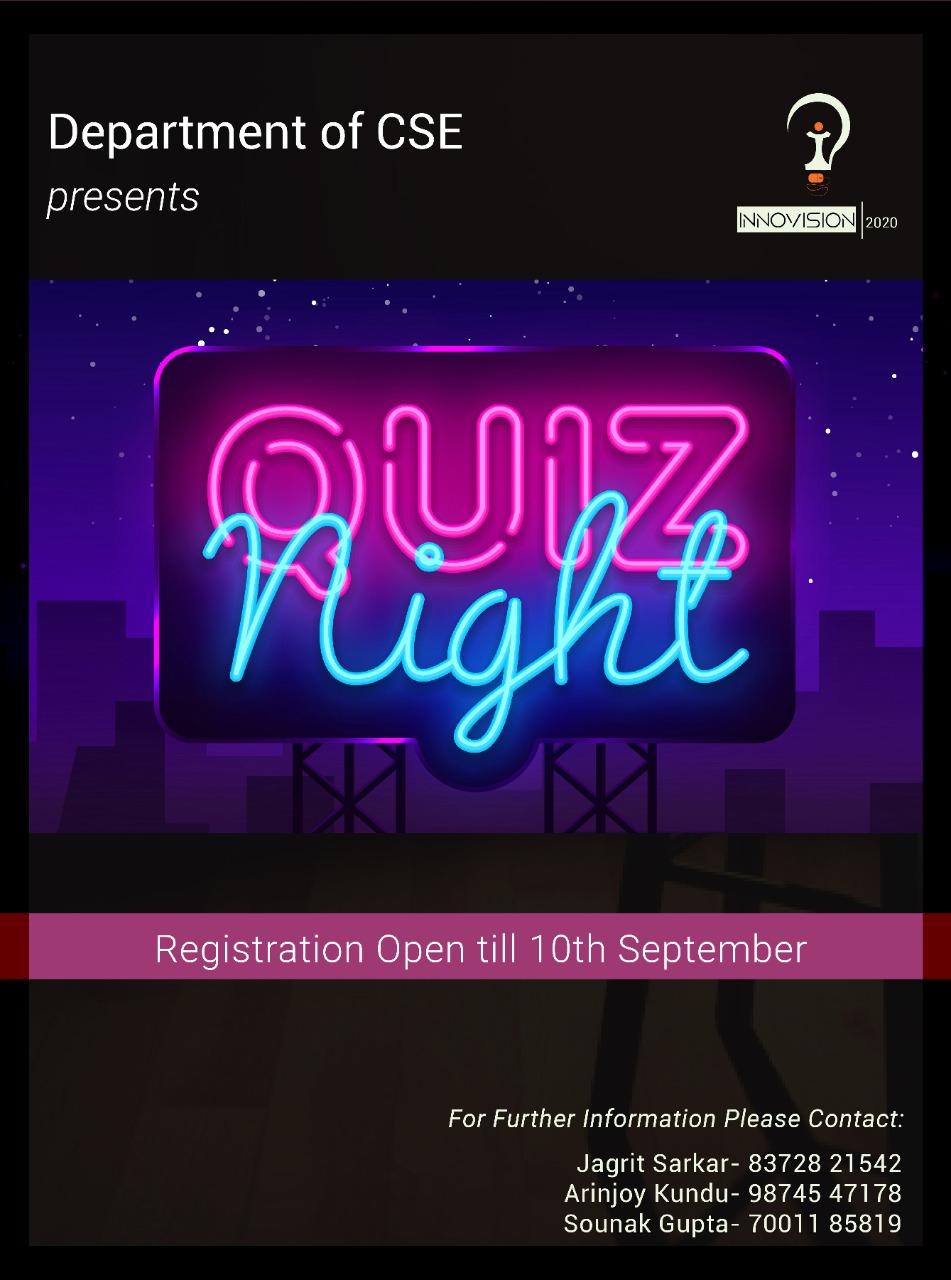 Department of CSE
presents
INNOVISION 2020
QUIZ
Night
Registration Open till 10th September
For Further Information Please Contact:
Jagrit Sarkar- 83728 21542
Arinjoy Kundu- 98745 47178
Sounak Gupta- 70011 85819